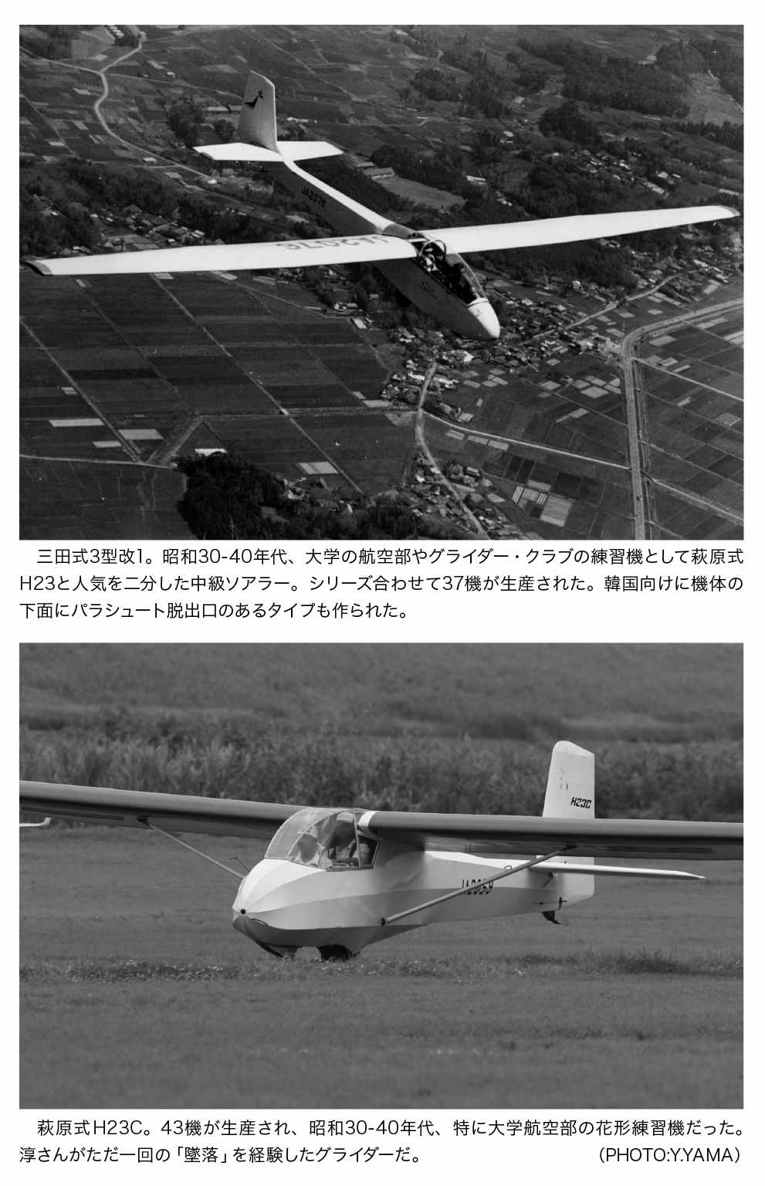 JA2076
JA2076
三田式3型改1。昭和30-40年代、大学の航空部やグライダー・クラブの練習機として萩原式
H23と人気を二分した中級ソアラー。シリーズ合わせて37機が生産された。韓国向けに機体の
下面にパラシュート脱出口のあるタイプも作られた。
H23C
萩原式H23C。43機が生産され、昭和30-40年代、特に大学航空部の花形練習機だった。
淳さんがただ一回の「墜落」を経験したグライダーだ。（PHOTO:Y.YAMA）